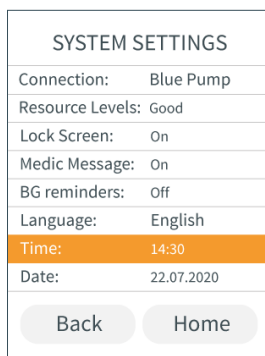 SYSTEM SETTINGS
Connection: Blue Pump
Resource Levels: Good
Lock Screen: On
Medic Message: On
BG reminders: Off
Language: English
Time: 14:30
Date: 22.07.2020
Back Home